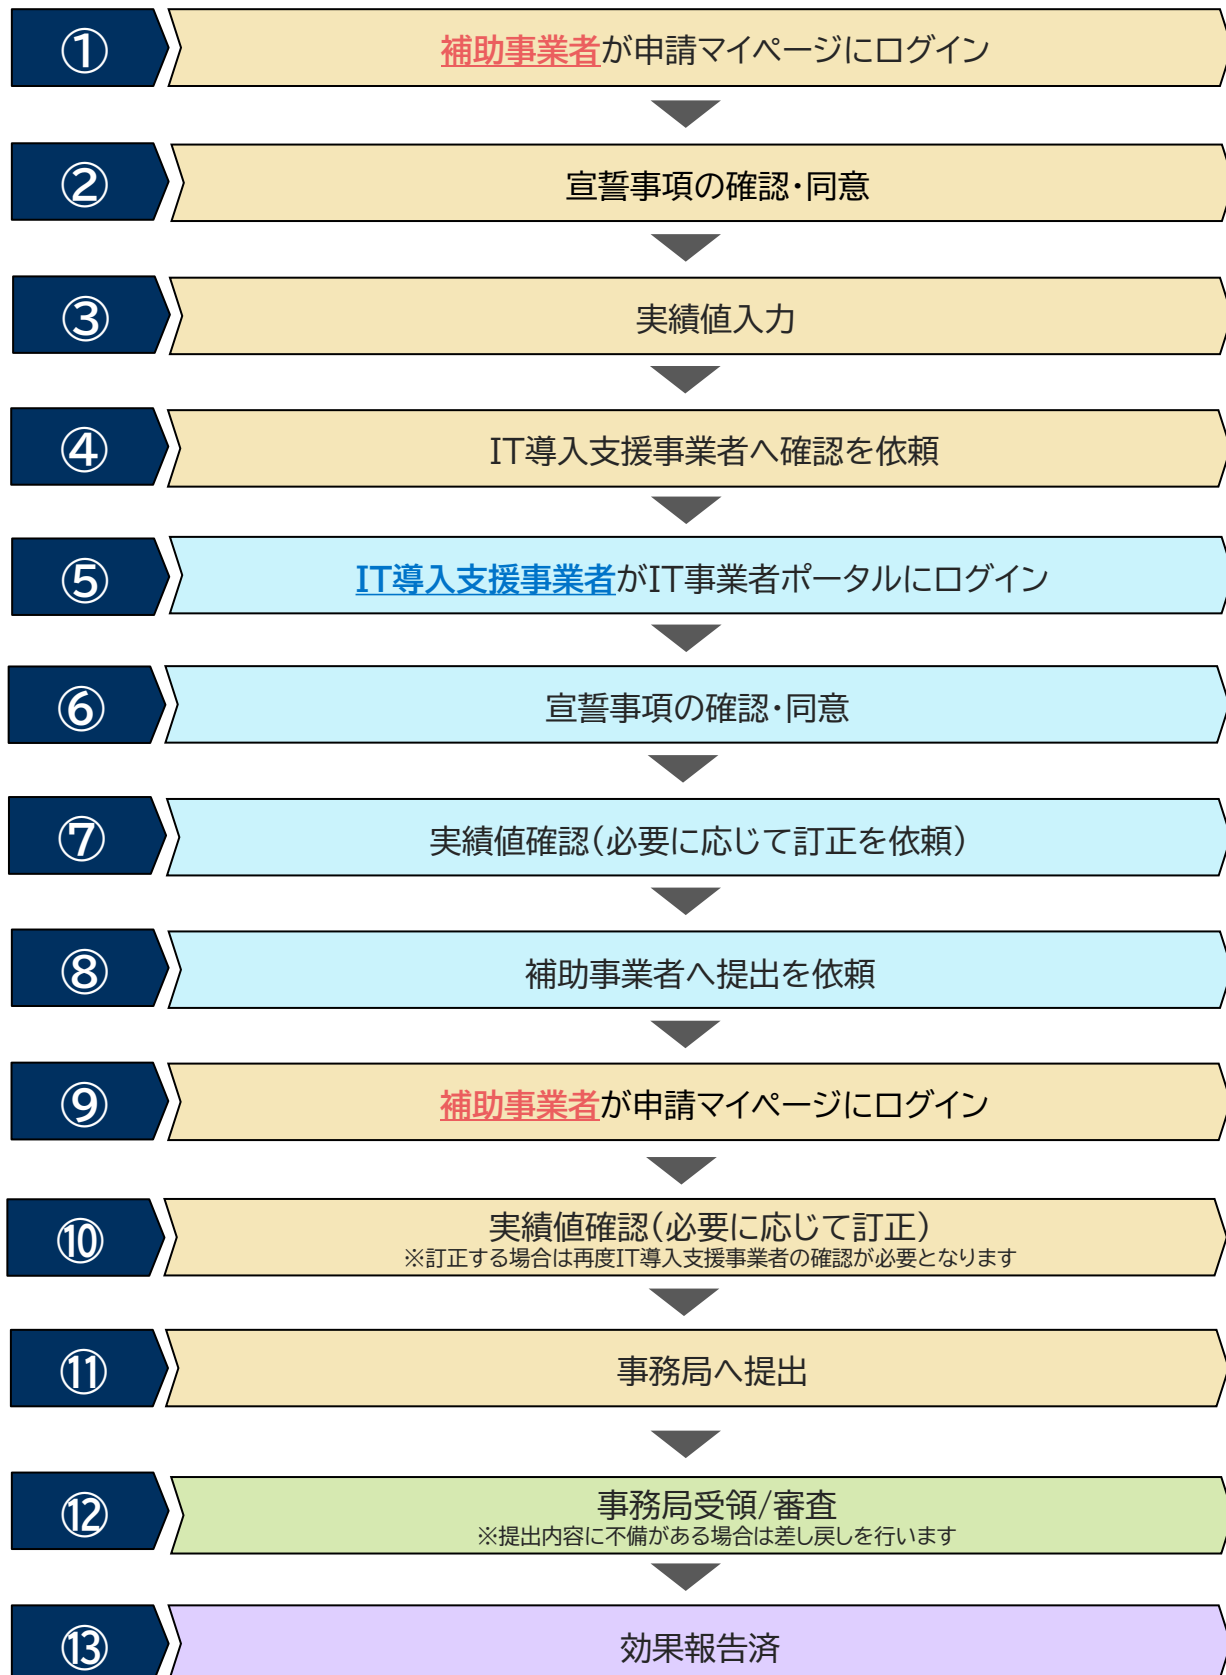 ①
補助事業者が申請マイページにログイン
②
宣誓事項の確認・同意
③
実績値入力
④
IT導入支援事業者へ確認を依頼
⑤
IT導入支援事業者がIT事業者ポータルにログイン
⑥
宣誓事項の確認・同意
⑦
実績値確認(必要に応じて訂正を依頼)
⑧
補助事業者へ提出を依頼
⑨
補助事業者が申請マイページにログイン
⑩
実績値確認(必要に応じて訂正)
※訂正する場合は再度IT導入支援事業者の確認が必要となります
⑪
事務局へ提出
⑫
事務局受領/審査
※提出内容に不備がある場合は差し戻しを行います
⑬
効果報告済